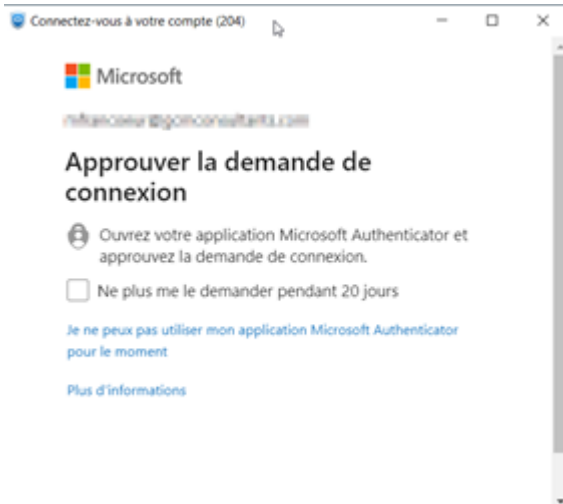 Connectez-vous à votre compte (204)
Microsoft
Approuver la demande de
connexion
Ouvrez votre application Microsoft Authenticator et
approuvez la demande de connexion.
Ne plus me le demander pendant 20 jours
Je ne peux pas utiliser mon application Microsoft Authenticator
pour le moment
Plus d'informations